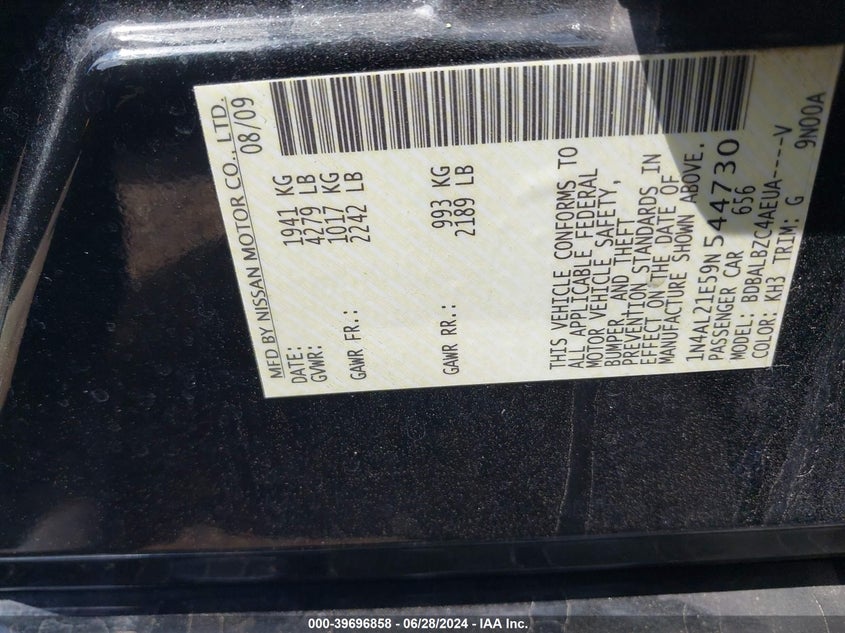 MFD BY NISSAN MOTOR CO., LTD.
DATE: 08/09
GVWR: 1941 KG
4279 LB
GAWR FR.: 1017 KG
2242 LB
GAWR RR.: 993 KG
2189 LB
THIS VEHICLE CONFORMS TO
ALL APPLICABLE FEDERAL
MOTOR VEHICLE SAFETY,
BUMPER, AND THEFT
PREVENTION STANDARDS IN
EFFECT ON THE DATE OF
MANUFACTURE SHOWN ABOVE.
1N4AL21E59N544730
PASSENGER CAR 656
MODEL: BDBALBZC4AEUA-----V
COLOR: KH3 TRIM: G 9N00A
000-39696858 / 06/28/2024 - IAA Inc.